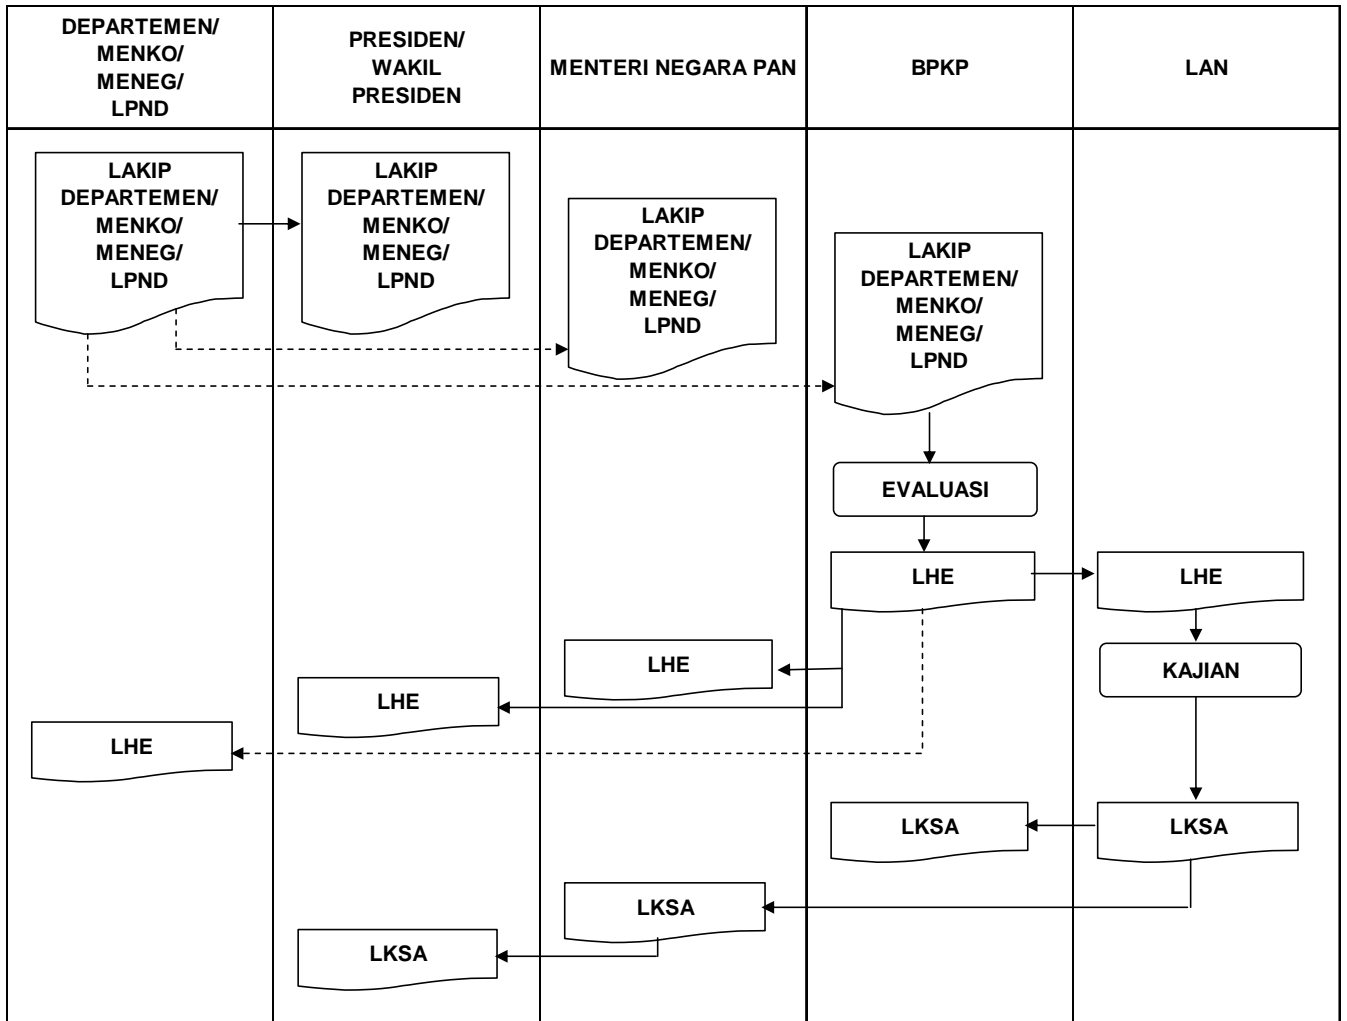 DEPARTEMEN/
MENKO/
MENEG/
LPND
PRESIDEN/
WAKIL
PRESIDEN
MENTERI NEGARA PAN
BPKP
LAN
LAKIP
DEPARTEMEN/
MENKO/
MENEG/
LPND
LAKIP
DEPARTEMEN/
MENKO/
MENEG/
LPND
LAKIP
DEPARTEMEN/
MENKO/
MENEG/
LPND
LAKIP
DEPARTEMEN/
MENKO/
MENEG/
LPND
EVALUASI
LHE
LHE
LHE
KAJIAN
LHE
LHE
LKSA
LKSA
LKSA
LKSA